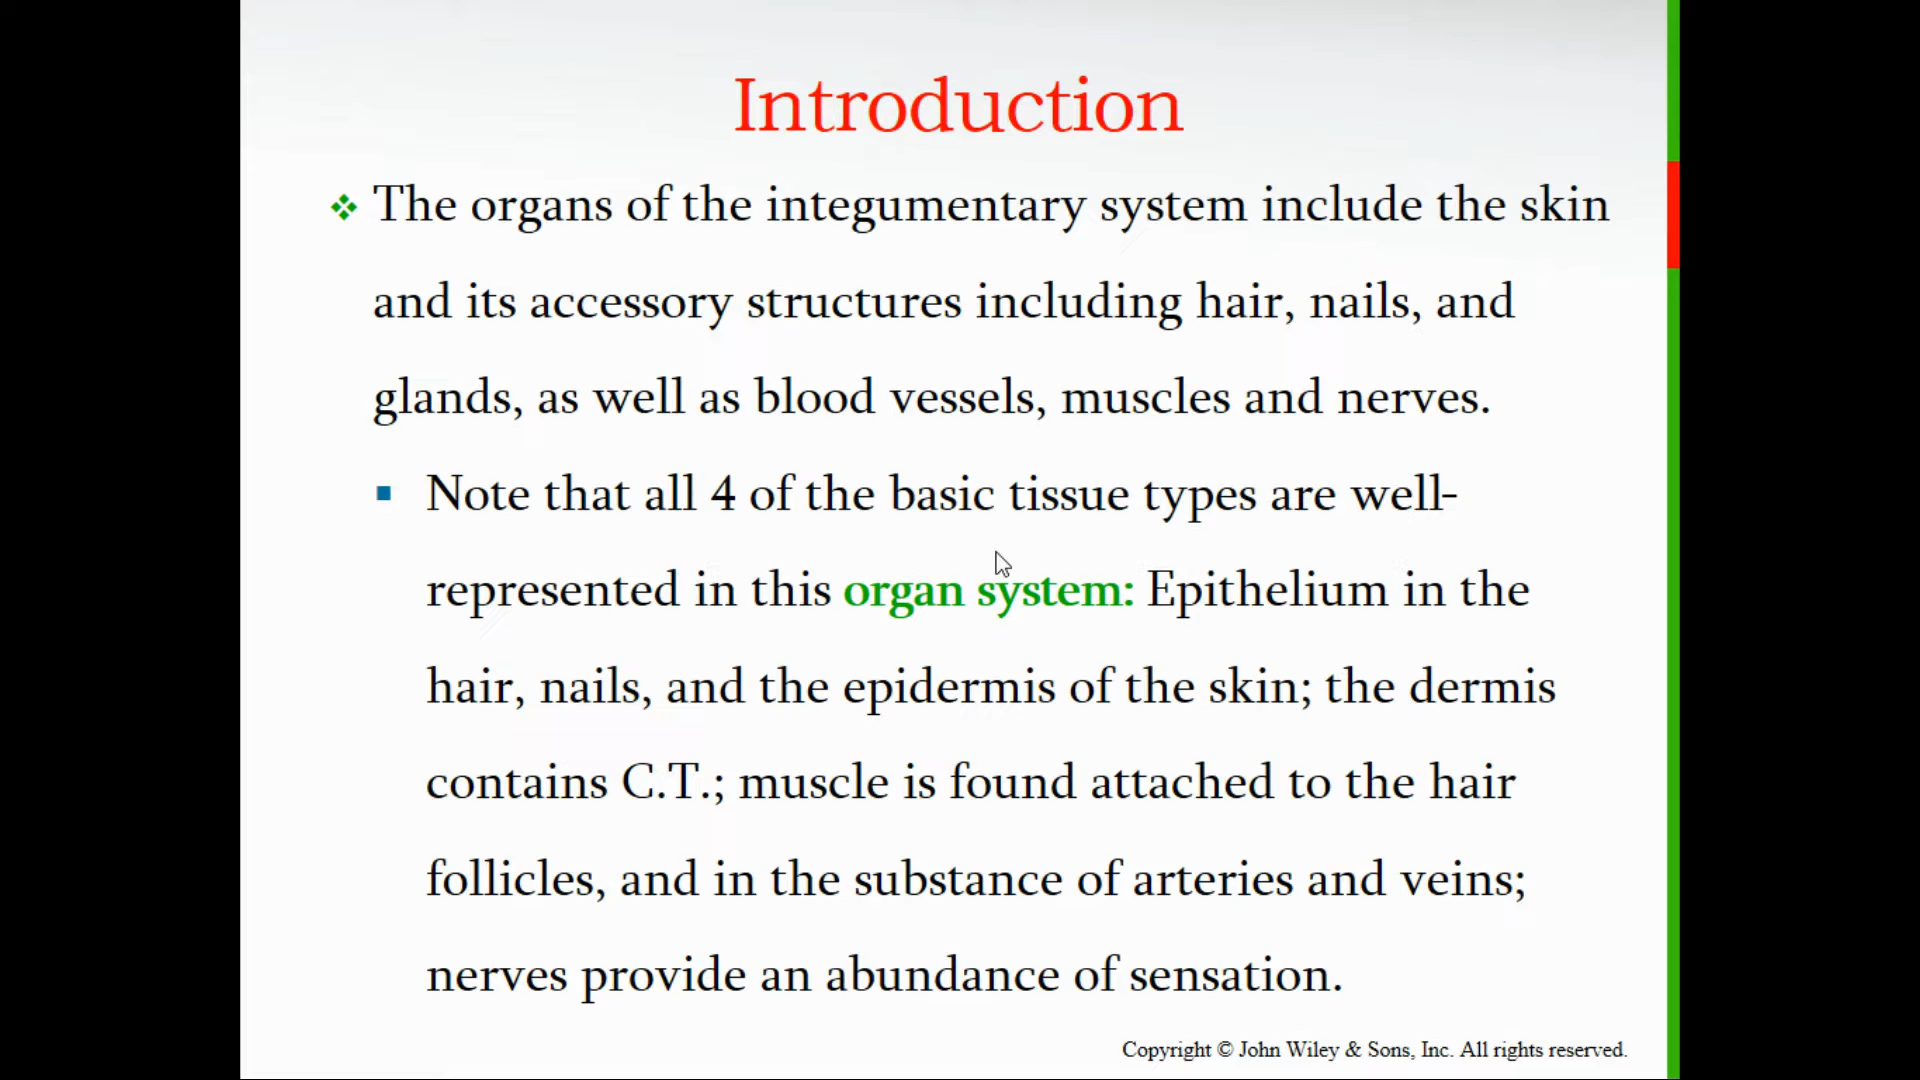 Introduction
The organs of the integumentary system include the skin
and its accessory structures including hair, nails, and
glands, as well as blood vessels, muscles and nerves.
Note that all 4 of the basic tissue types are well-
represented in this organ system: Epithelium in the
hair, nails, and the epidermis of the skin; the dermis
contains C.T.; muscle is found attached to the hair
follicles, and in the substance of arteries and veins;
nerves provide an abundance of sensation.
Copyright © John Wiley & Sons, Inc. All rights reserved.